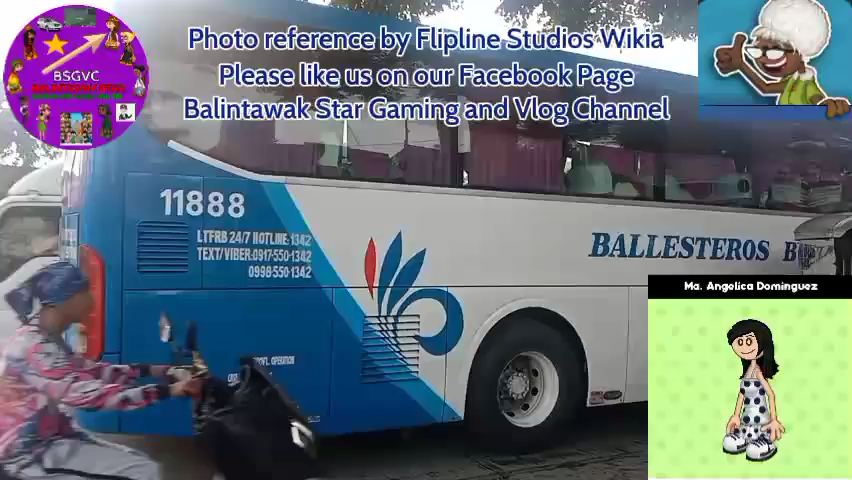 Photo reference by Flipline Studios Wikia
Please like us on our Facebook Page
Balintawak Star Gaming and Vlog Channel
BSGVC
11888
LTFRB 24/7 HOTLINE: 1342
TEXT/VIBER: 0917-550-1342
0998-550-1342
BALLESTEROS B
Ma. Angelica Dominguez
OPERATION